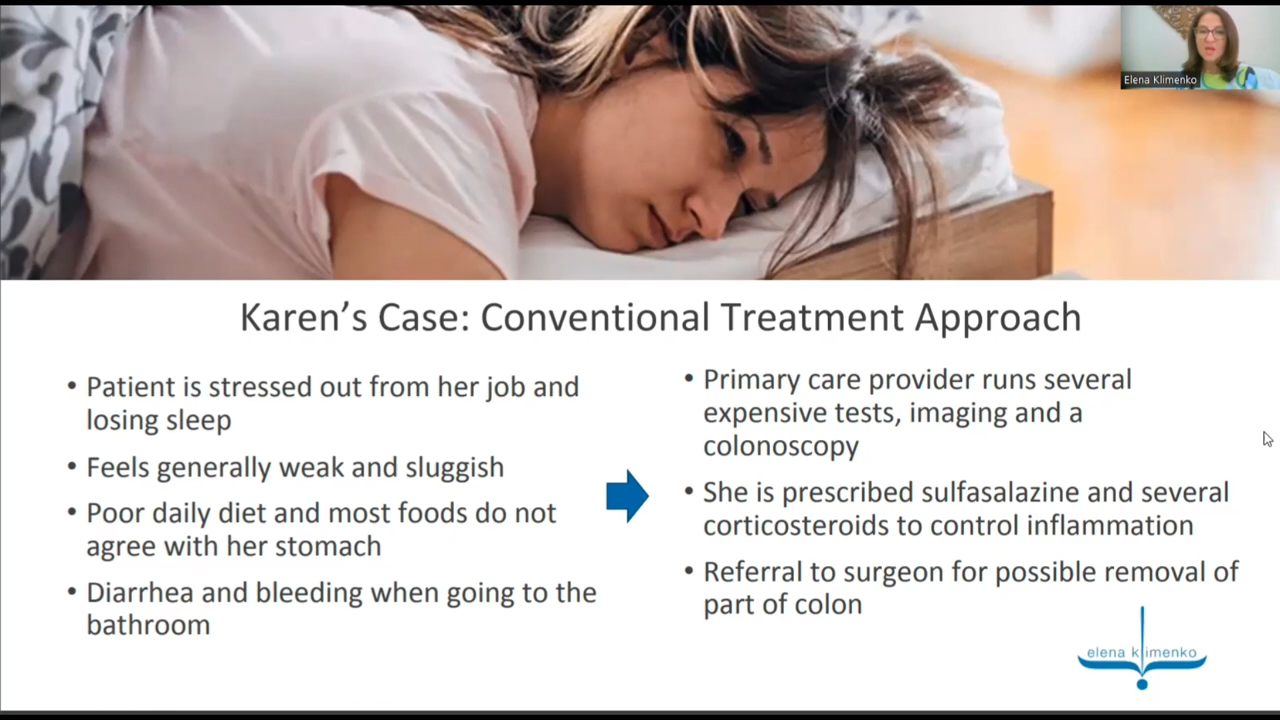 Elena Klimenko
Karen’s Case: Conventional Treatment Approach
• Patient is stressed out from her job and
losing sleep
• Feels generally weak and sluggish
• Poor daily diet and most foods do not
agree with her stomach
• Diarrhea and bleeding when going to the
bathroom
• Primary care provider runs several
expensive tests, imaging and a
colonoscopy
• She is prescribed sulfasalazine and several
corticosteroids to control inflammation
• Referral to surgeon for possible removal of
part of colon
elena klimenko